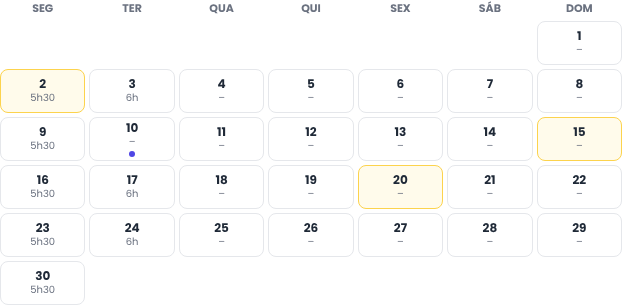 SEG TER QUA QUI SEX SÁB DOM
1
–
2 3 4 5 6 7 8
5h30 6h – – – – –
9 10 11 12 13 14 15
5h30 – – – – – –
16 17 18 19 20 21 22
5h30 6h – – – – –
23 24 25 26 27 28 29
5h30 6h – – – – –
30
5h30